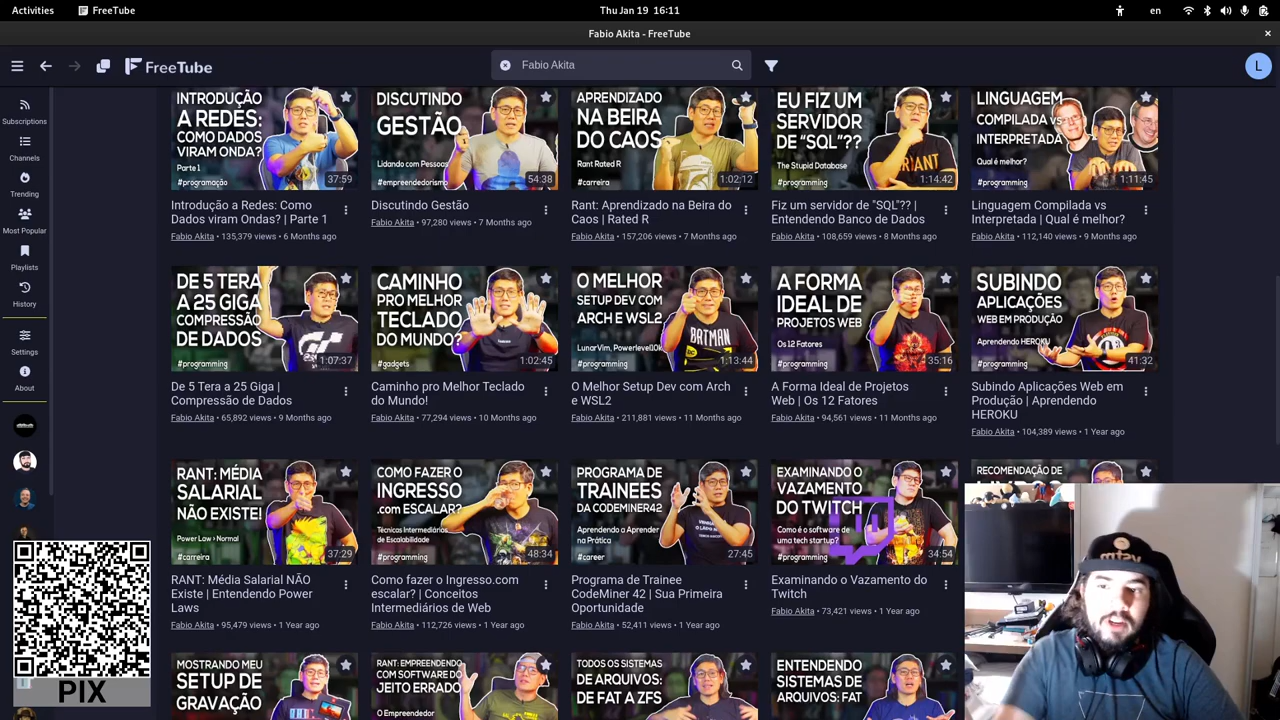 Activities
FreeTube
Thu Jan 19 16:11
en
Fabio Akita - FreeTube
FreeTube
Fabio Akita
L
Subscriptions
Channels
Trending
Most Popular
Playlists
History
Settings
About
INTRODUÇÃO
A REDES:
COMO DADOS
VIRAM ONDA?
Parte 1
#programação
37:59
Introdução a Redes: Como
Dados viram Ondas? | Parte 1
Fabio Akita • 135,379 views • 6 Months ago
DISCUTINDO
GESTÃO
Lidando com Pessoas
#empreendedorismo
54:38
Discutindo Gestão
Fabio Akita • 97,280 views • 7 Months ago
APRENDIZADO
NA BEIRA
DO CAOS
Rant Rated R
#carreira
1:02:12
Rant: Aprendizado na Beira do
Caos | Rated R
Fabio Akita • 157,206 views • 7 Months ago
EU FIZ UM
SERVIDOR
DE "SQL"??
The Stupid Database
#programming
1:14:42
Fiz um servidor de "SQL"?? |
Entendendo Banco de Dados
Fabio Akita • 108,659 views • 8 Months ago
LINGUAGEM
COMPILADA vs
INTERPRETADA
Qual é melhor?
#programming
1:11:45
Linguagem Compilada vs
Interpretada | Qual é melhor?
Fabio Akita • 112,140 views • 9 Months ago
DE 5 TERA
A 25 GIGA
COMPRESSÃO
DE DADOS
#programming
1:07:37
De 5 Tera a 25 Giga |
Compressão de Dados
Fabio Akita • 65,892 views • 9 Months ago
CAMINHO
PRO MELHOR
TECLADO
DO MUNDO?
#gadgets
1:02:45
Caminho pro Melhor Teclado
do Mundo!
Fabio Akita • 77,294 views • 10 Months ago
O MELHOR
SETUP DEV COM
ARCH E WSL2
LunarVim, Powerlevel10k
#programming
BATMAN
1:13:44
O Melhor Setup Dev com Arch
e WSL2
Fabio Akita • 211,881 views • 11 Months ago
A FORMA
IDEAL DE
PROJETOS WEB
Os 12 Fatores
#programming
35:16
A Forma Ideal de Projetos
Web | Os 12 Fatores
Fabio Akita • 94,561 views • 11 Months ago
SUBINDO
APLICAÇÕES
WEB EM PRODUÇÃO
Aprendendo HEROKU
#programming
41:32
Subindo Aplicações Web em
Produção | Aprendendo
HEROKU
Fabio Akita • 104,389 views • 1 Year ago
RANT: MÉDIA
SALARIAL
NÃO EXISTE!
Power Law > Normal
#carreira
37:29
RANT: Média Salarial NÃO
Existe | Entendendo Power
Laws
Fabio Akita • 95,479 views • 1 Year ago
COMO FAZER O
INGRESSO
.com ESCALAR?
Técnicas Intermediários
de Escalabilidade
#programming
48:34
Como fazer o Ingresso.com
escalar? | Conceitos
Intermediários de Web
Fabio Akita • 112,726 views • 1 Year ago
PROGRAMA DE
TRAINEES
DA CODEMINER42
Aprendendo a Aprender
na Prática
#career
27:45
Programa de Trainee
CodeMiner 42 | Sua Primeira
Oportunidade
Fabio Akita • 52,411 views • 1 Year ago
EXAMINANDO O
VAZAMENTO
DO TWITCH
Como é o software de
uma tech startup?
#programming
34:54
Examinando o Vazamento do
Twitch
Fabio Akita • 73,421 views • 1 Year ago
RECOMENDAÇÃO DE
MOSTRANDO MEU
SETUP DE
GRAVAÇÃO
RANT: EMPREENDENDO
COM SOFTWARE DO
JEITO ERRADO
O Empreendedor
TODOS OS SISTEMAS
DE ARQUIVOS:
DE FAT A ZFS
ENTENDENDO
SISTEMAS DE
ARQUIVOS: FAT
PIX